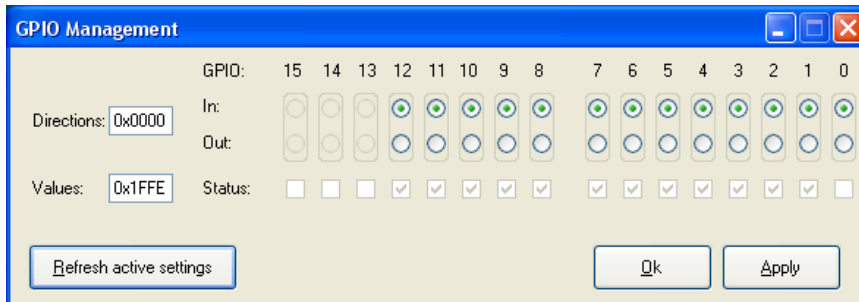 GPIO Management
GPIO: 15 14 13 12 11 10 9 8 7 6 5 4 3 2 1 0
In:
Directions: 0x0000
Out:
Values: 0x1FFE Status:
Refresh active settings Ok Apply